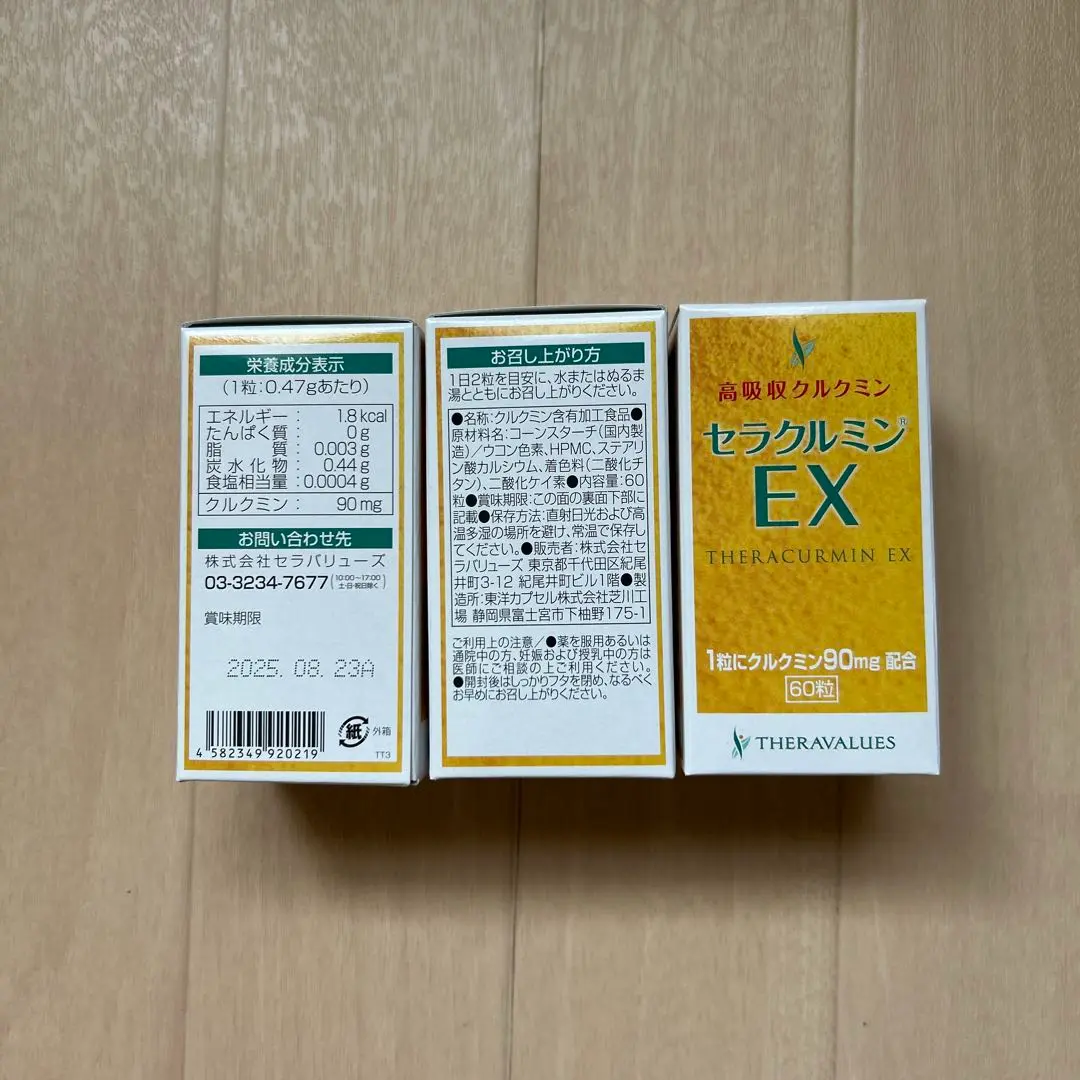 栄養成分表示
(1粒:0.47gあたり)
エネルギー: 1.8kcal
たんぱく質: 0g
脂質: 0.003g
炭水化物: 0.44g
食塩相当量:0.0004g
クルクミン: 90mg
お問い合わせ先
株式会社セラバリューズ
03-3234-7677(10:00~17:00 土・日・祝日除く)
賞味期限
2025. 08. 23A
4 582349 920219
紙 外箱
TT3
お召し上がり方
1日2粒を目安に、水またはぬるま
湯とともにお召し上がりください。
●名称:クルクミン含有加工食品●
原材料名:コーンスターチ(国内製
造)/ウコン色素、HPMC、ステアリ
ン酸カルシウム、着色料(二酸化チ
タン)、二酸化ケイ素●内容量:60
粒●賞味期限:この面の裏面下部に
記載●保存方法:直射日光および高
温多湿の場所を避け、常温で保存し
てください。●販売者:株式会社セ
ラバリューズ 東京都千代田区紀尾
井町3-12 紀尾井町ビル1階●製
造所:東洋カプセル株式会社芝川工
場 静岡県富士宮市下柚野175-1
ご利用上の注意/●薬を服用あるいは
通院中の方、妊娠および授乳中の方は
医師にご相談の上ご利用ください。
●開封後はしっかりフタを閉め、なるべく
お早めにお召し上がりください。
高吸収クルクミン
セラクルミン®
EX
THERACURMIN EX
1粒にクルクミン90mg 配合
60粒
THERAVALUES